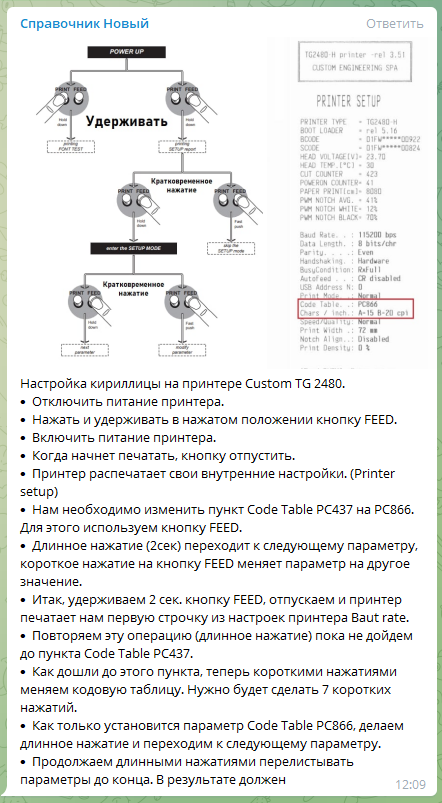 Справочник Новый
Ответить
POWER UP
PRINT FEED
PRINT FEED
Удерживать
Hold down
Hold down
printing FONT TEST
printing SETUP report
Кратковременное нажатие
PRINT FEED
PRINT FEED
Hold down
Push
enter the SETUP MODE
skip the SETUP mode
Кратковременное нажатие
PRINT FEED
PRINT FEED
Hold down
Push
next parameter
modify parameter
TG2480-H printer -rel 3.51
CUSTOM ENGINEERING SPA
PRINTER SETUP
PRINTER TYPE = TG2480-H
BOOT LOADER = rel 5.16
BCODE = 01FW*****00922
SCODE = 01FW*****00824
HEAD VOLTAGE[V]= 23.70
HEAD TEMP.[°C] = 30
CUT COUNTER = 423
POWERON COUNTER= 41
PAPER PRINT[cm]= 8080
PWM NOTCH AVG. = 41%
PWM NOTCH WHITE= 12%
PWM NOTCH BLACK= 70%
Baud Rate. . : 115200 bps
Data Length. : 8 bits/chr
Parity. . . .: Even
Handshaking. : Hardware
BusyCondition: RxFull
Autofeed . . : CR disabled
USB Address N: 0
Print Mode. .: Normal
Code Table. .: PC866
Chars / inch.: A=15 B=20 cpi
Speed/Quality: Normal
Print Width .: 72 mm
Notch Align..: Disabled
Print Density: 0 %
Настройка кириллицы на принтере Custom TG 2480.
• Отключить питание принтера.
• Нажать и удерживать в нажатом положении кнопку FEED.
• Включить питание принтера.
• Когда начнет печатать, кнопку отпустить.
• Принтер распечатает свои внутренние настройки. (Printer
setup)
• Нам необходимо изменить пункт Code Table PC437 на PC866.
Для этого используем кнопку FEED.
• Длинное нажатие (2сек) переходит к следующему параметру,
короткое нажатие на кнопку FEED меняет параметр на другое
значение.
• Итак, удерживаем 2 сек. кнопку FEED, отпускаем и принтер
печатает нам первую строчку из настроек принтера Baut rate.
• Повторяем эту операцию (длинное нажатие) пока не дойдем
до пункта Code Table PC437.
• Как дошли до этого пункта, теперь короткими нажатиями
меняем кодовую таблицу. Нужно будет сделать 7 коротких
нажатий.
• Как только установится параметр Code Table PC866, делаем
длинное нажатие и переходим к следующему параметру.
• Продолжаем длинными нажатиями перелистывать
параметры до конца. В результате должен
12:09